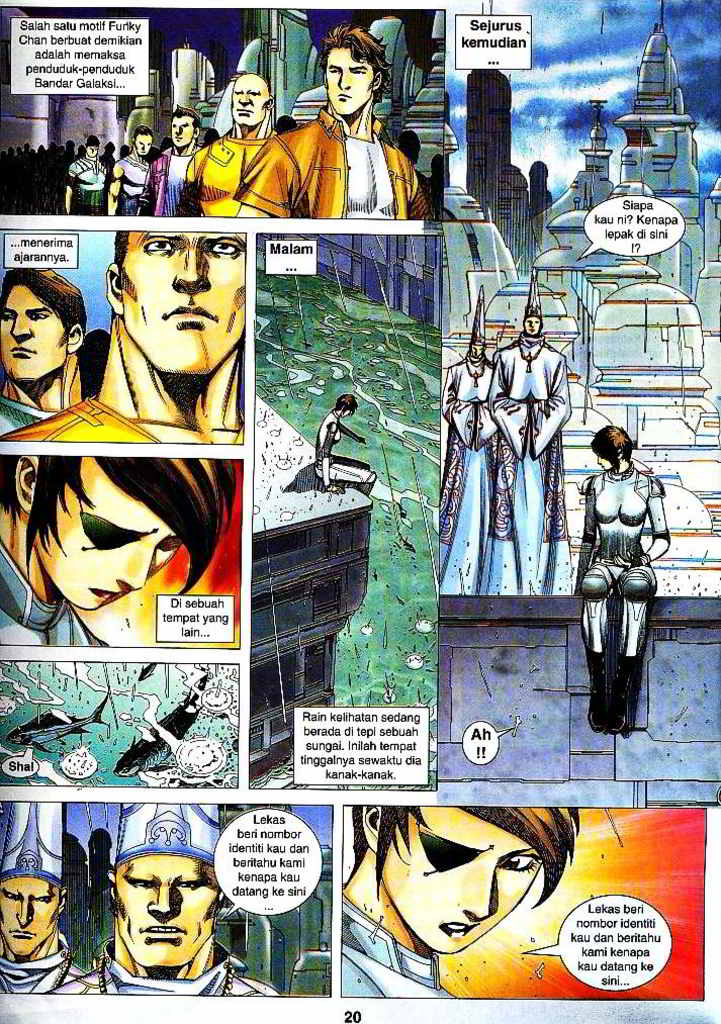 Salah satu motif Furiky
Chan berbuat demikian
adalah memaksa
penduduk-penduduk
Bandar Galaksi...
Sejurus
kemudian
...
Siapa
kau ni? Kenapa
lepak di sini
!?
...menerima
ajarannya.
Malam
...
Di sebuah
tempat yang
lain...
Sha!
Rain kelihatan sedang
berada di tepi sebuah
sungai. Inilah tempat
tinggalnya sewaktu dia
kanak-kanak.
Ah
!!
Lekas
beri nombor
identiti kau dan
beritahu kami
kenapa kau
datang ke sini
...
Lekas beri
nombor identiti
kau dan beritahu
kami kenapa
kau datang ke
sini...
20